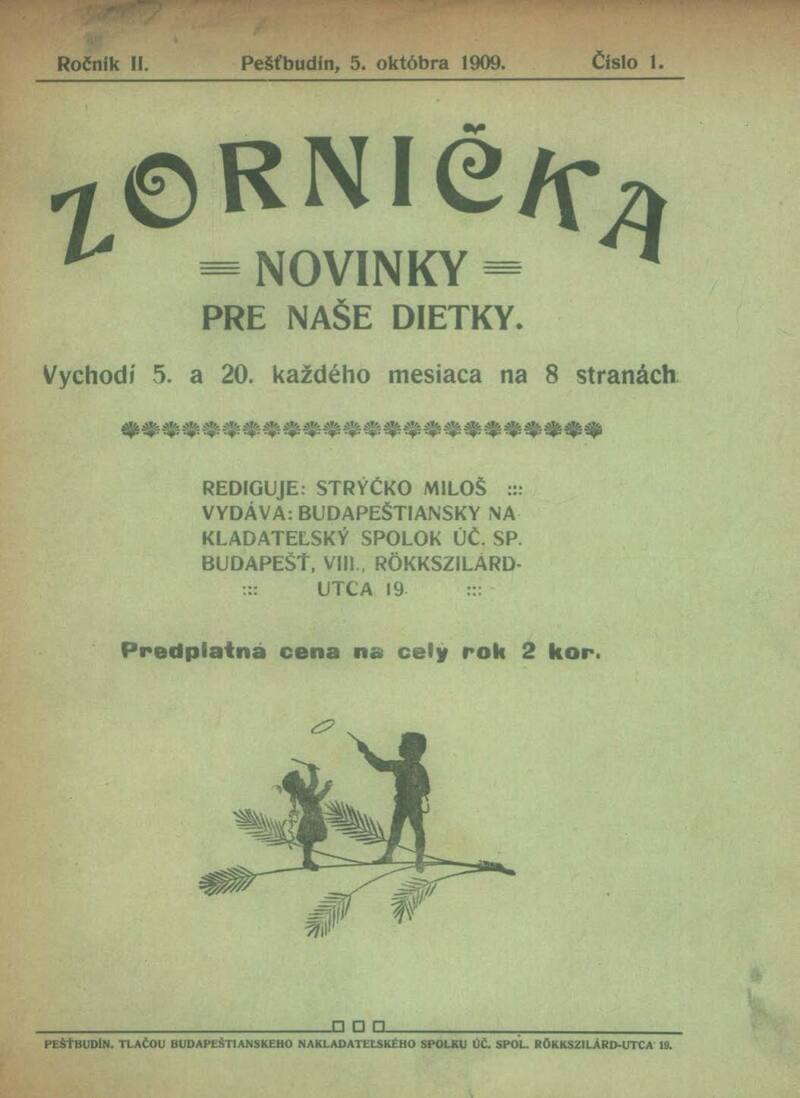 Ročník II. Pešťbudín, 5. októbra 1909. Číslo 1.
ZORNIČKA
NOVINKY
PRE NAŠE DIETKY.
Vychodí 5. a 20. každého mesiaca na 8 stranách
REDIGUJE: STRÝČKO MILOŠ :::
VYDÁVA: BUDAPEŠTIANSKY NA
KLADATEĽSKÝ SPOLOK ÚČ. SP.
BUDAPEŠŤ, VIII., RÖKKSZILÁRD-
::: UTCA 19. :::
Predplatná cena na celý rok 2 kor.
PEŠŤBUDÍN. TLAČOU BUDAPEŠTIANSKEHO NAKLADATEĽSKÉHO SPOLKU ÚČ. SPOL. RÖKKSZILÁRD-UTCA 19.